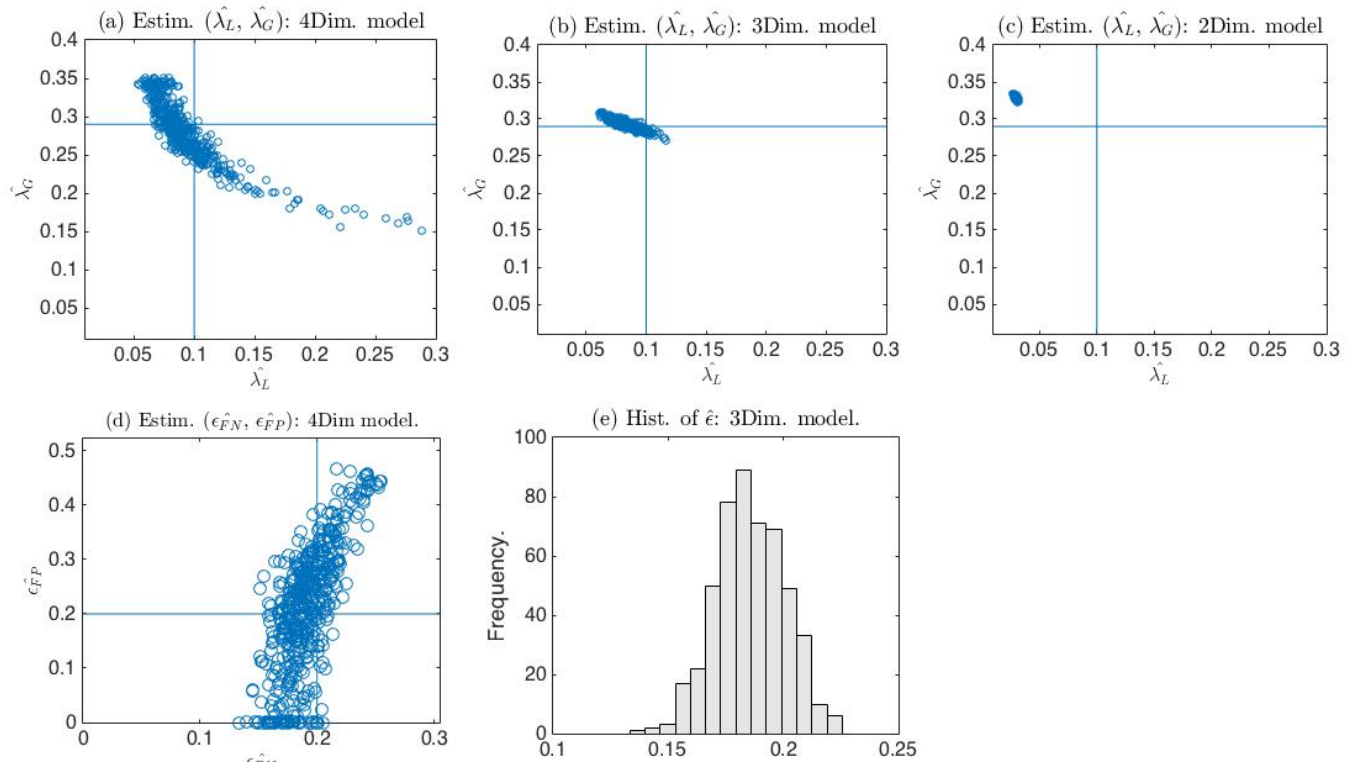 (a) Estim. (λ̂_L, λ̂_G): 4Dim. model
0.4
0.35
0.3
0.25
0.2
0.15
0.1
0.05
λ̂_G
0.05 0.1 0.15 0.2 0.25 0.3
λ̂_L
(b) Estim. (λ̂_L, λ̂_G): 3Dim. model
0.4
0.35
0.3
0.25
0.2
0.15
0.1
0.05
λ̂_G
0.05 0.1 0.15 0.2 0.25 0.3
λ̂_L
(c) Estim. (λ̂_L, λ̂_G): 2Dim. model
0.4
0.35
0.3
0.25
0.2
0.15
0.1
0.05
λ̂_G
0.05 0.1 0.15 0.2 0.25 0.3
λ̂_L
(d) Estim. (ε̂_FN, ε̂_FP): 4Dim model.
0.5
0.4
0.3
0.2
0.1
0
ε̂_FP
0 0.1 0.2 0.3
(e) Hist. of ε̂: 3Dim. model.
100
80
60
40
20
0
Frequency.
0.1 0.15 0.2 0.25